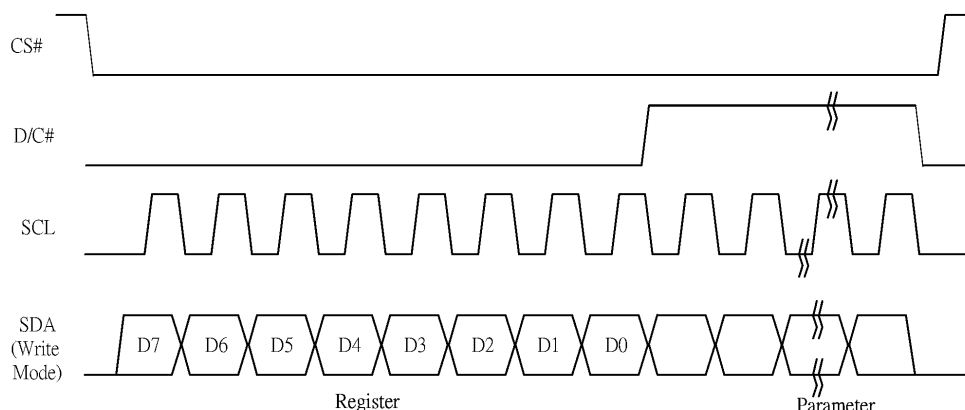 CS#
D/C#
SCL
SDA
(Write
Mode)
D7 D6 D5 D4 D3 D2 D1 D0
Register
Parameter